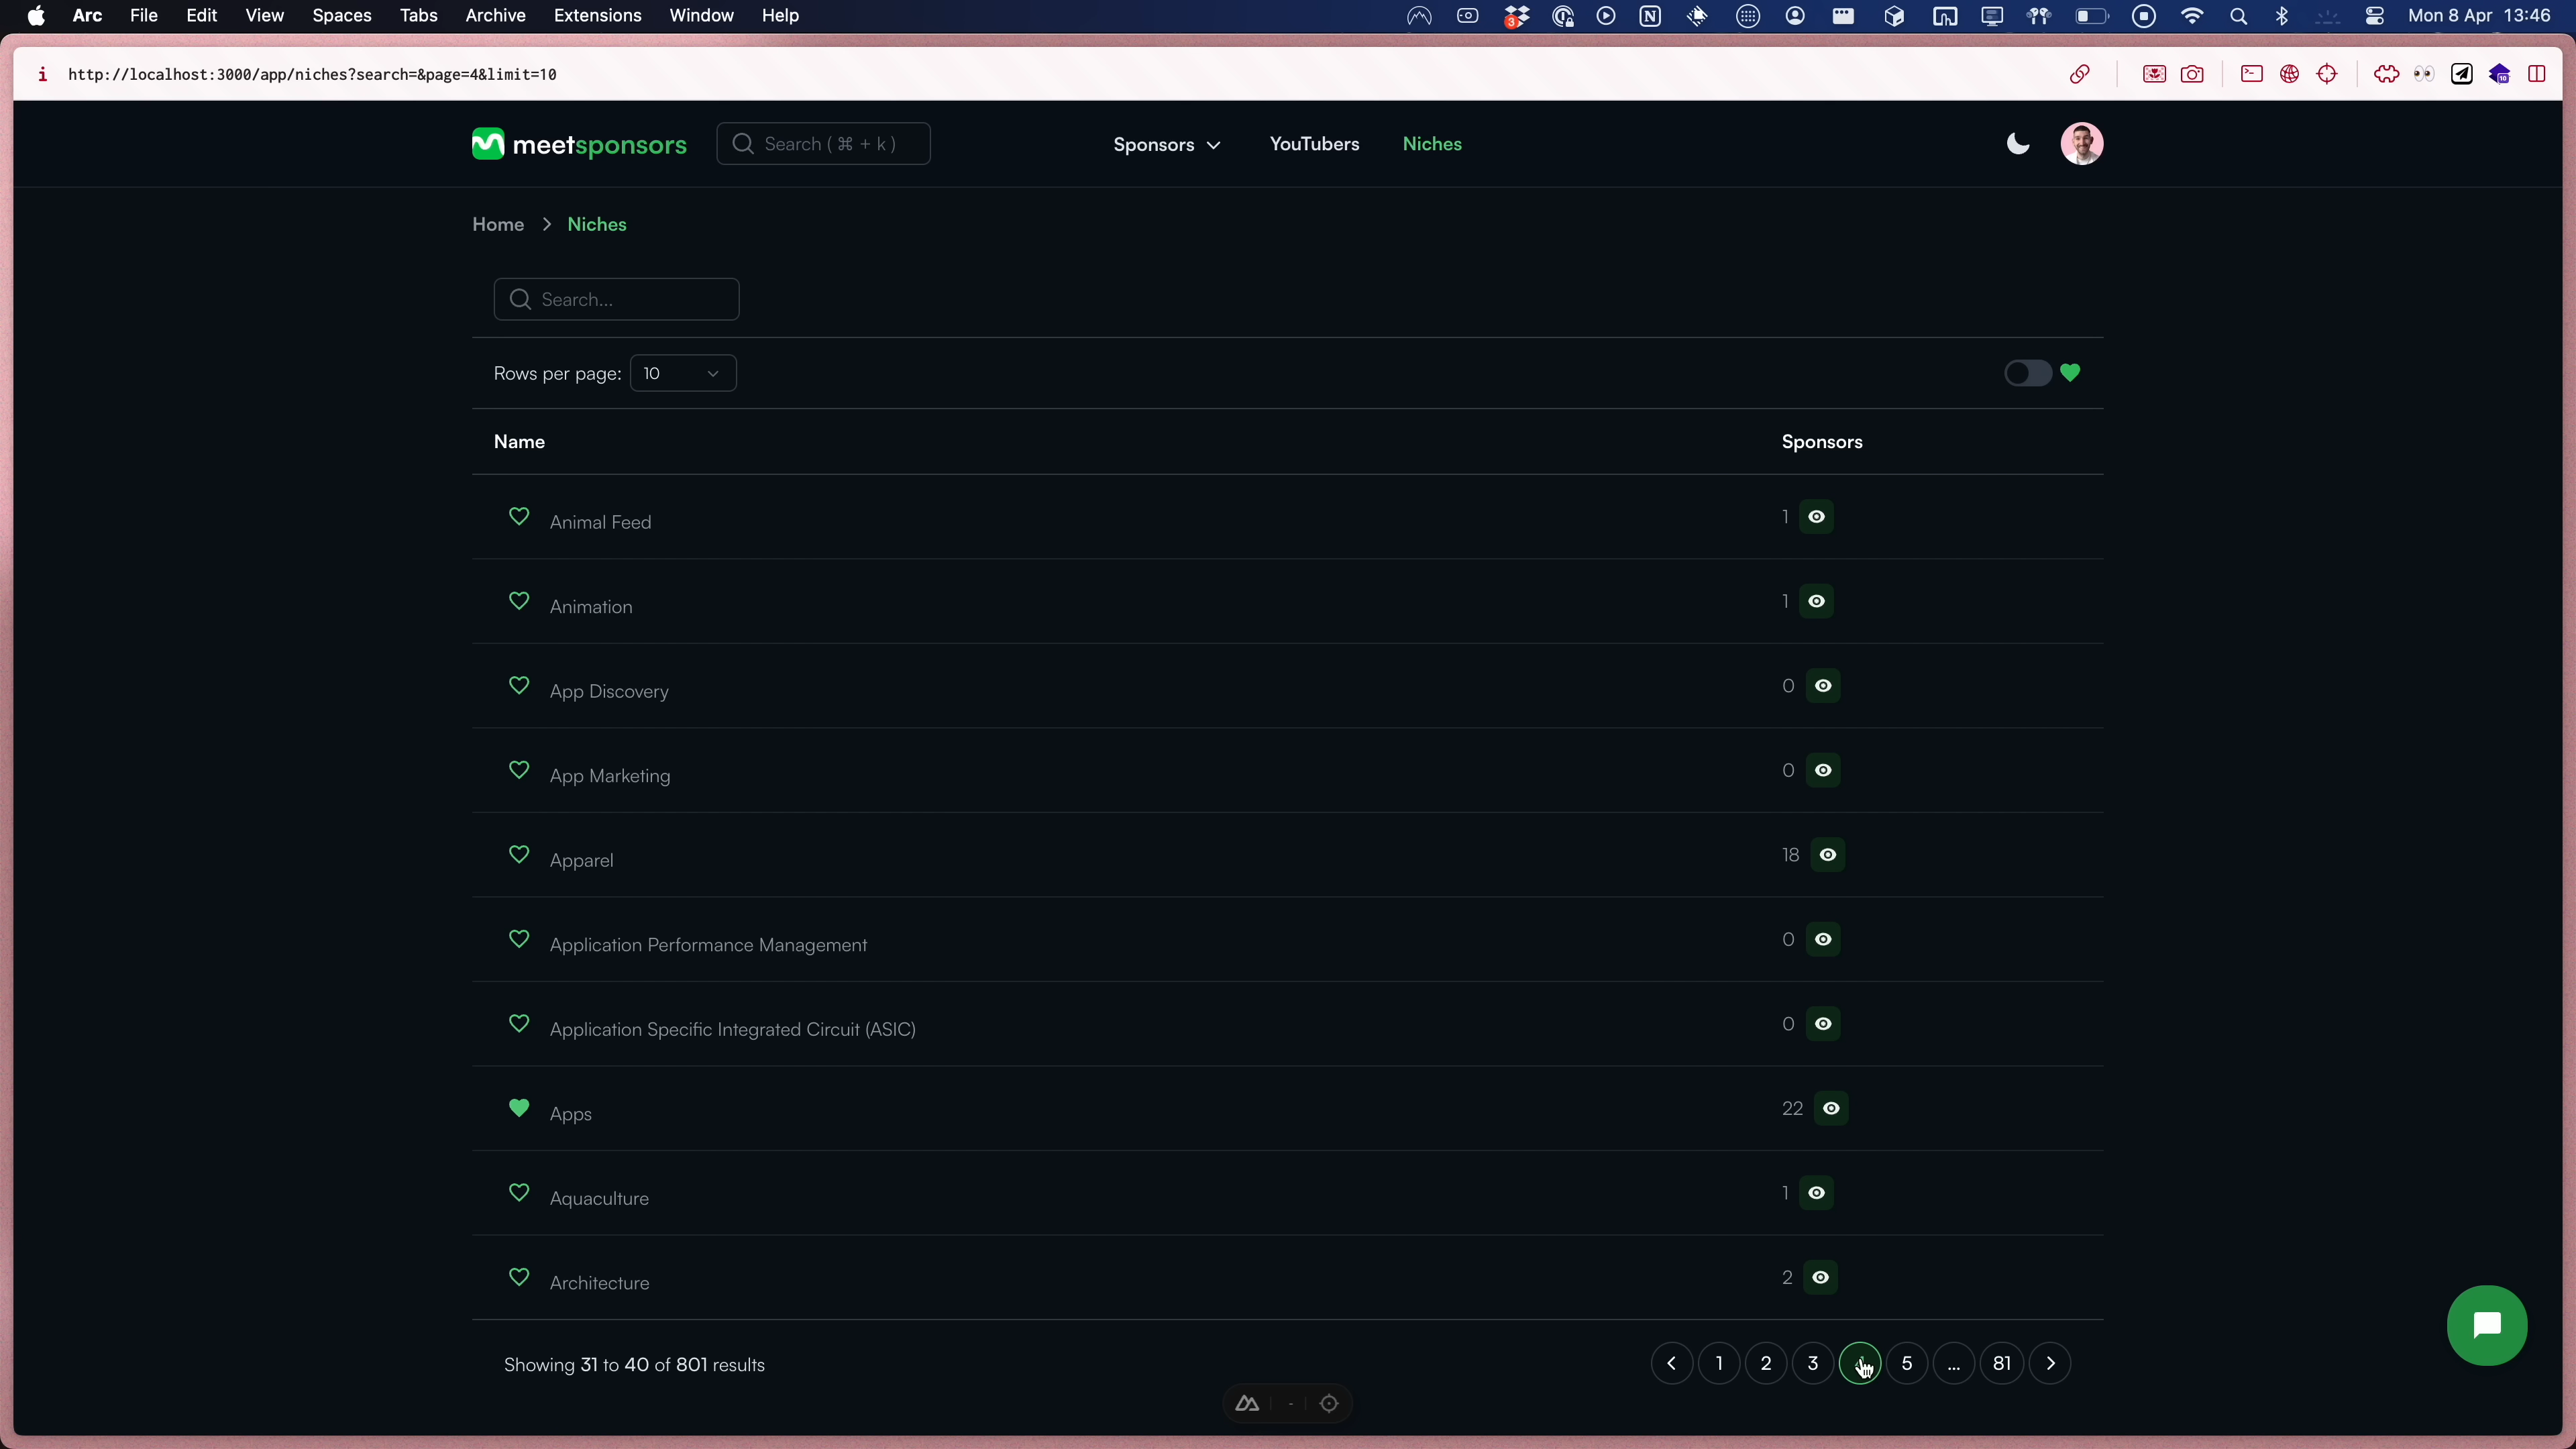 Arc File Edit View Spaces Tabs Archive Extensions Window Help 3 Mon 8 Apr 13:46
i http://localhost:3000/app/niches?search=&page=4&limit=10 10
meetsponsors Search ( ⌘ + k ) Sponsors YouTubers Niches
Home > Niches
Search...
Rows per page: 10
Name Sponsors
Animal Feed 1
Animation 1
App Discovery 0
App Marketing 0
Apparel 18
Application Performance Management 0
Application Specific Integrated Circuit (ASIC) 0
Apps 22
Aquaculture 1
Architecture 2
Showing 31 to 40 of 801 results < 1 2 3 5 ... 81 >
-